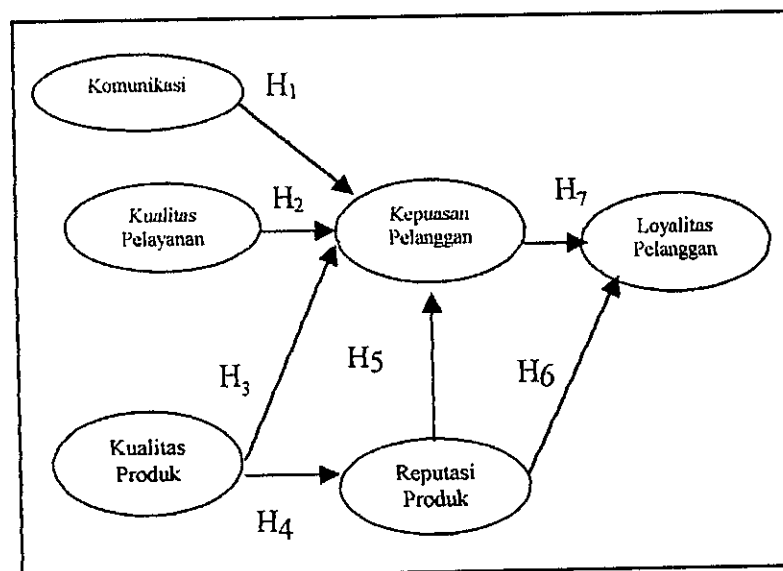 Komunikasi
H₁
Kualitas
Pelayanan
H₂
Kepuasan
Pelanggan
H₇
Loyalitas
Pelanggan
H₃
H5
H6
Kualitas
Produk
H₄
Reputasi
Produk